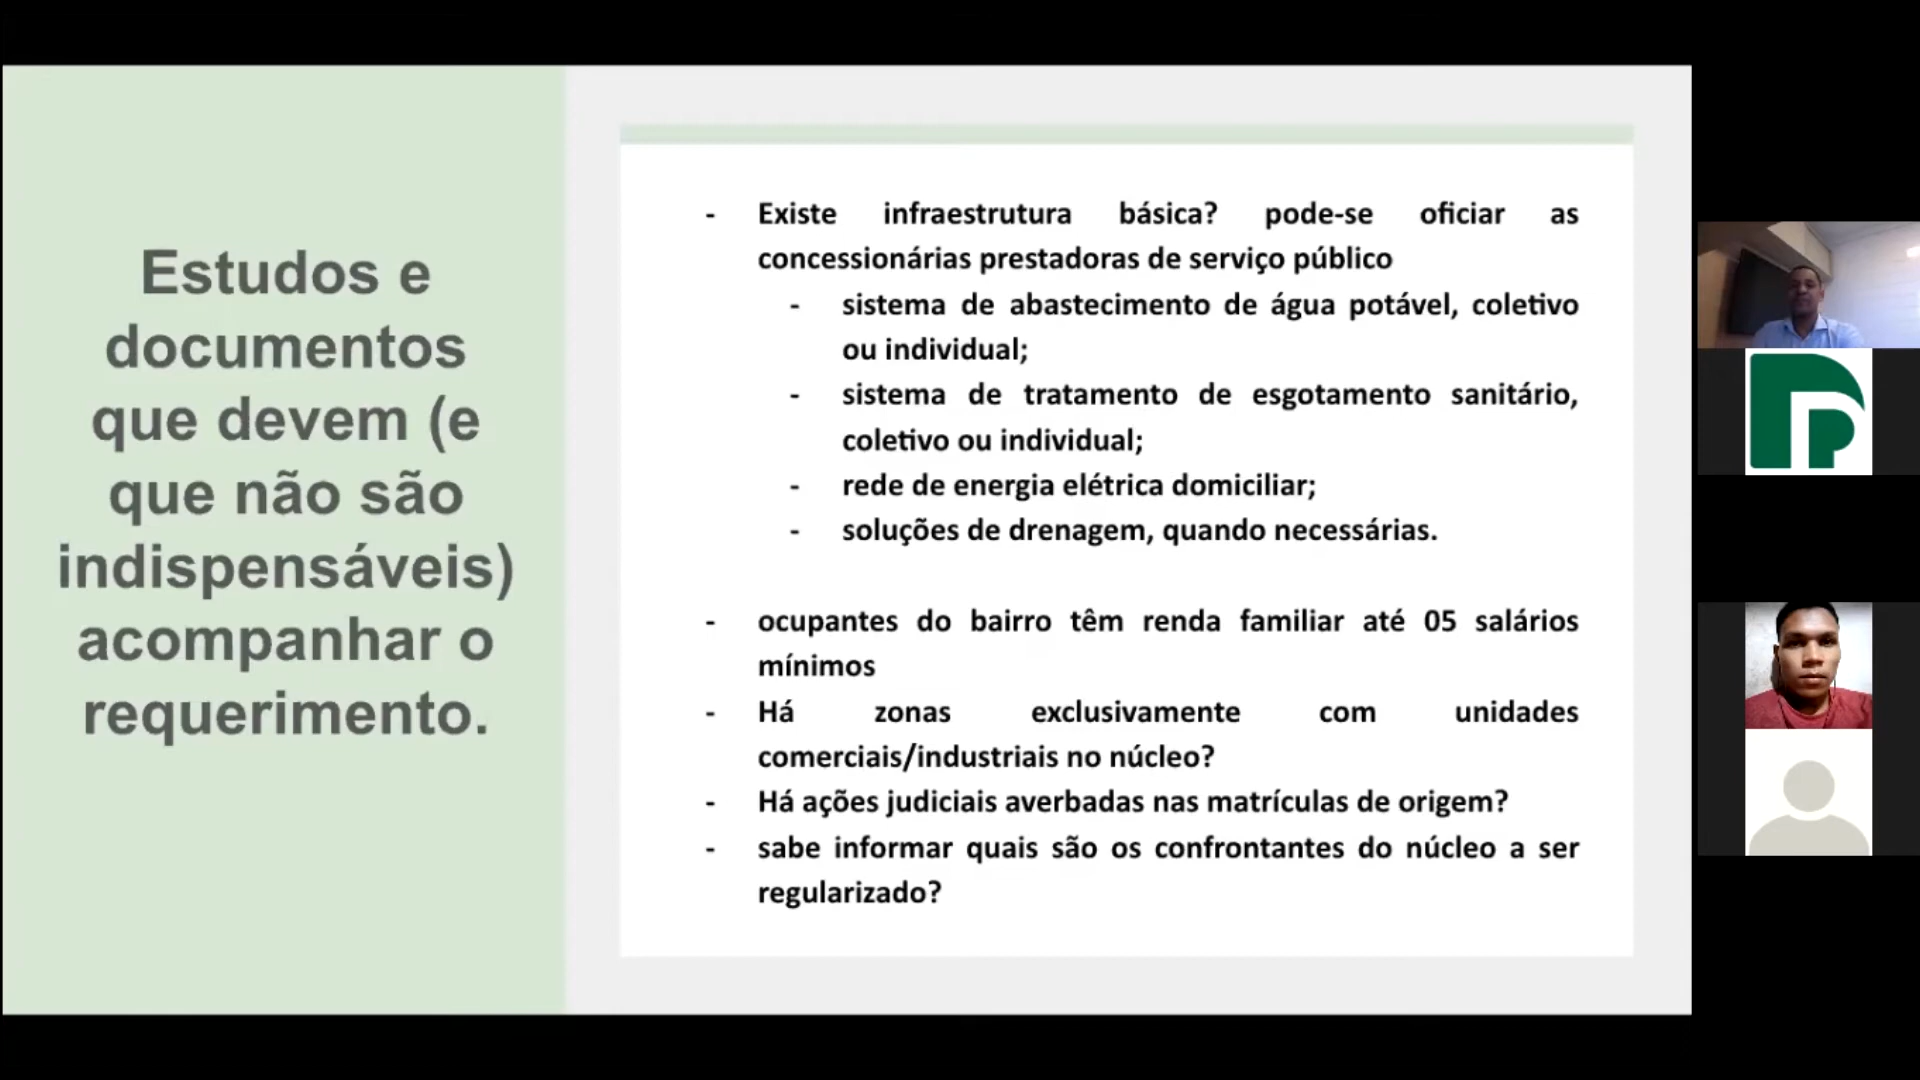 Estudos e
documentos
que devem (e
que não são
indispensáveis)
acompanhar o
requerimento.
- Existe infraestrutura básica? pode-se oficiar as
concessionárias prestadoras de serviço público
- sistema de abastecimento de água potável, coletivo
ou individual;
- sistema de tratamento de esgotamento sanitário,
coletivo ou individual;
- rede de energia elétrica domiciliar;
- soluções de drenagem, quando necessárias.
- ocupantes do bairro têm renda familiar até 05 salários
mínimos
- Há zonas exclusivamente com unidades
comerciais/industriais no núcleo?
- Há ações judiciais averbadas nas matrículas de origem?
- sabe informar quais são os confrontantes do núcleo a ser
regularizado?